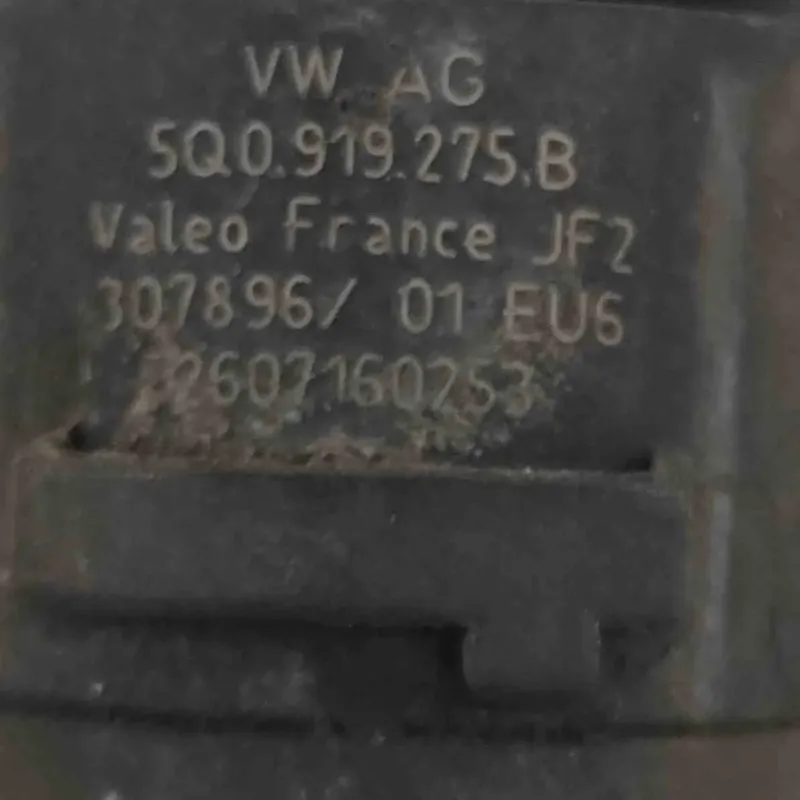 VW AG
5Q0.919.275.B
Valeo France JF2
307896/ 01 EU6
2607160253